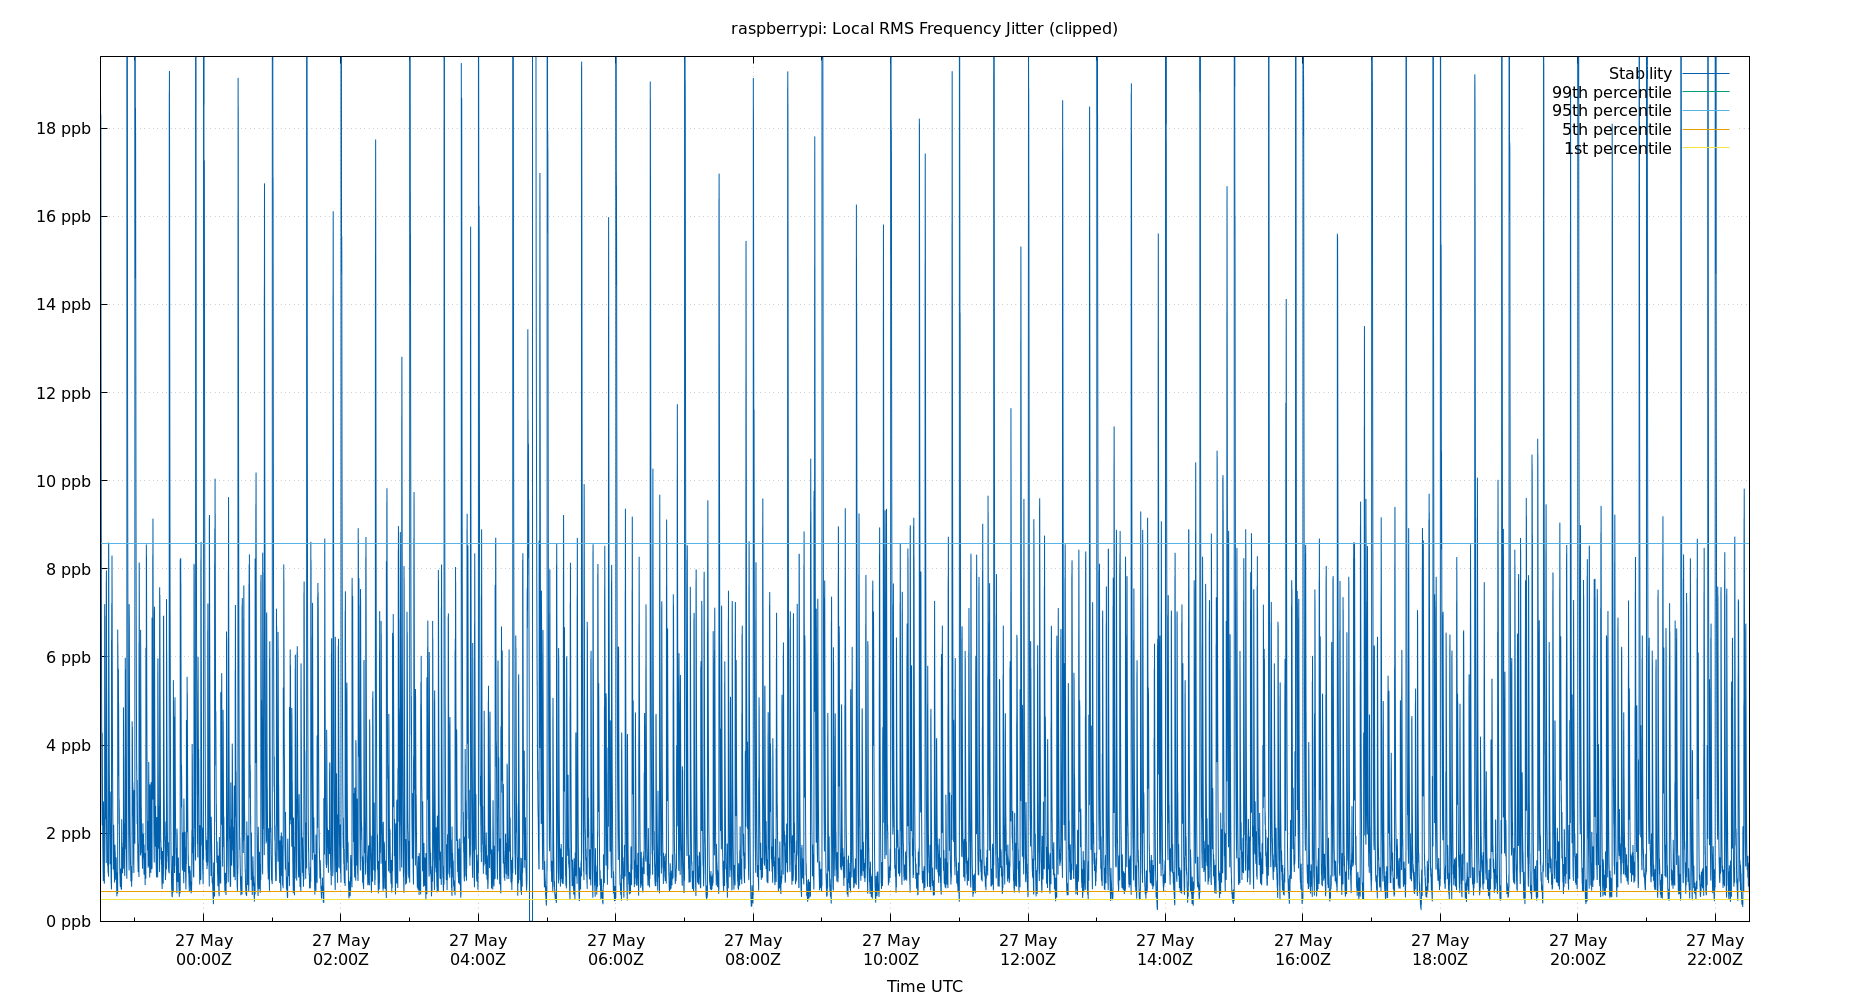 raspberrypi: Local RMS Frequency Jitter (clipped)
Stability
99th percentile
95th percentile
5th percentile
1st percentile
18 ppb
16 ppb
14 ppb
12 ppb
10 ppb
8 ppb
6 ppb
4 ppb
2 ppb
0 ppb
27 May 27 May 27 May 27 May 27 May 27 May 27 May 27 May 27 May 27 May 27 May 27 May
00:00Z 02:00Z 04:00Z 06:00Z 08:00Z 10:00Z 12:00Z 14:00Z 16:00Z 18:00Z 20:00Z 22:00Z
Time UTC